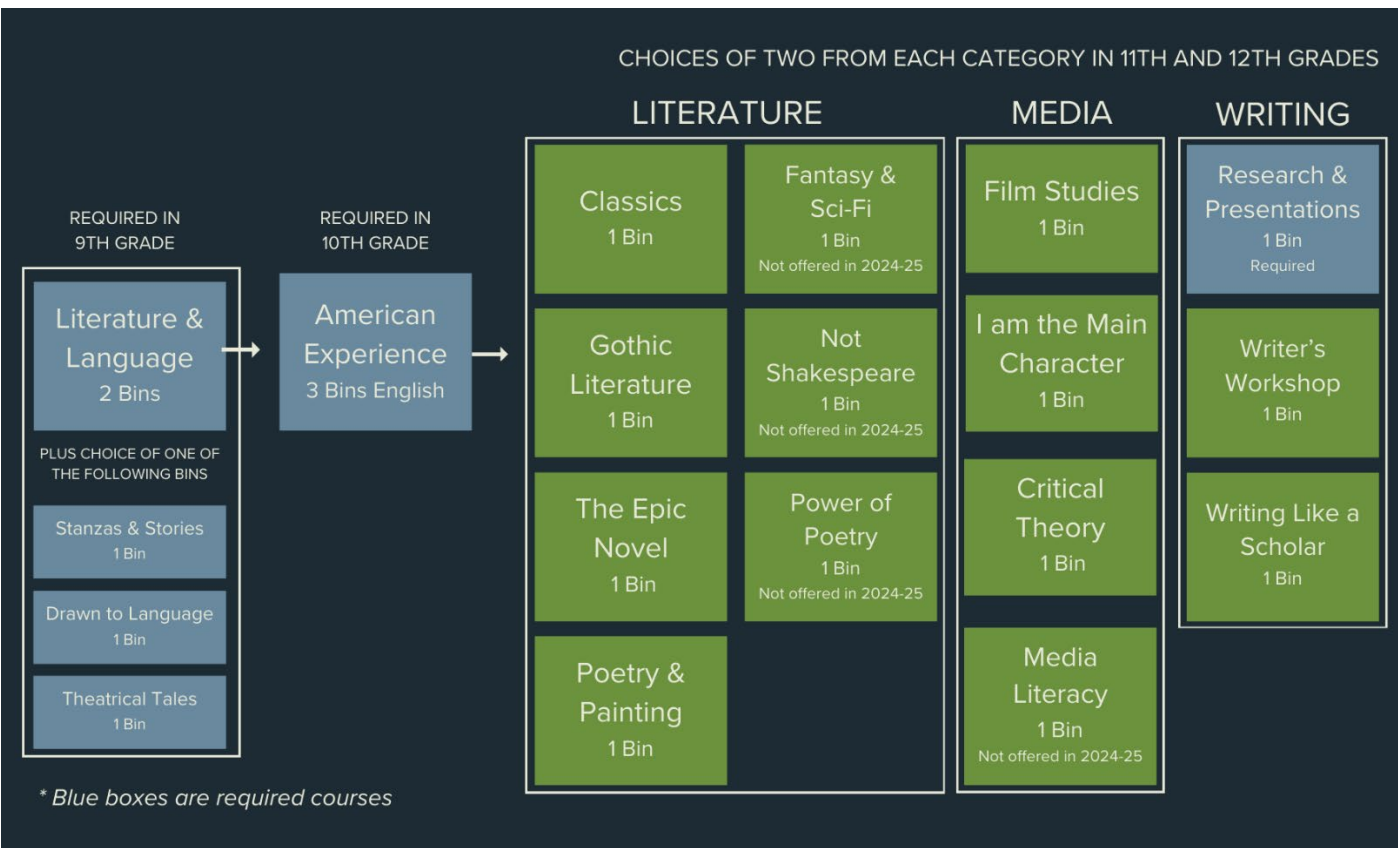 CHOICES OF TWO FROM EACH CATEGORY IN 11TH AND 12TH GRADES
REQUIRED IN
9TH GRADE
Literature &
Language
2 Bins
PLUS CHOICE OF ONE OF
THE FOLLOWING BINS
Stanzas & Stories
1 Bin
Drawn to Language
1 Bin
Theatrical Tales
1 Bin
REQUIRED IN
10TH GRADE
American
Experience
3 Bins English
LITERATURE
Classics
1 Bin
Fantasy &
Sci-Fi
1 Bin
Not offered in 2024-25
Gothic
Literature
1 Bin
Not
Shakespeare
1 Bin
Not offered in 2024-25
The Epic
Novel
1 Bin
Power of
Poetry
1 Bin
Not offered in 2024-25
Poetry &
Painting
1 Bin
MEDIA
Film Studies
1 Bin
I am the Main
Character
1 Bin
Critical
Theory
1 Bin
Media
Literacy
1 Bin
Not offered in 2024-25
WRITING
Research &
Presentations
1 Bin
Required
Writer's
Workshop
1 Bin
Writing Like a
Scholar
1 Bin
* Blue boxes are required courses